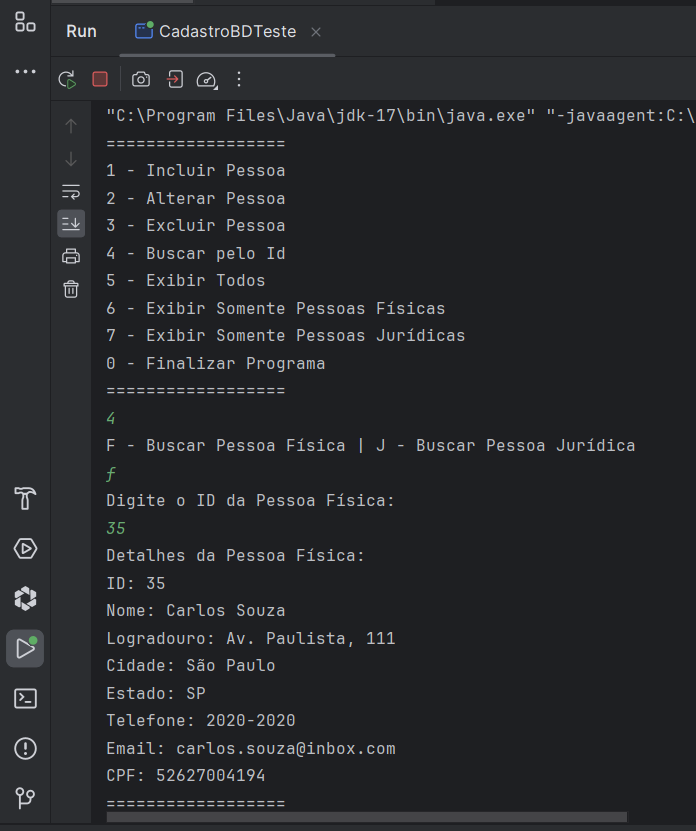 Run
CadastroBDTeste
"C:\Program Files\Java\jdk-17\bin\java.exe" "-javaagent:C:\
==================
1 - Incluir Pessoa
2 - Alterar Pessoa
3 - Excluir Pessoa
4 - Buscar pelo Id
5 - Exibir Todos
6 - Exibir Somente Pessoas Físicas
7 - Exibir Somente Pessoas Jurídicas
0 - Finalizar Programa
==================
4
F - Buscar Pessoa Física | J - Buscar Pessoa Jurídica
f
Digite o ID da Pessoa Física:
35
Detalhes da Pessoa Física:
ID: 35
Nome: Carlos Souza
Logradouro: Av. Paulista, 111
Cidade: São Paulo
Estado: SP
Telefone: 2020-2020
Email: carlos.souza@inbox.com
CPF: 52627004194
==================